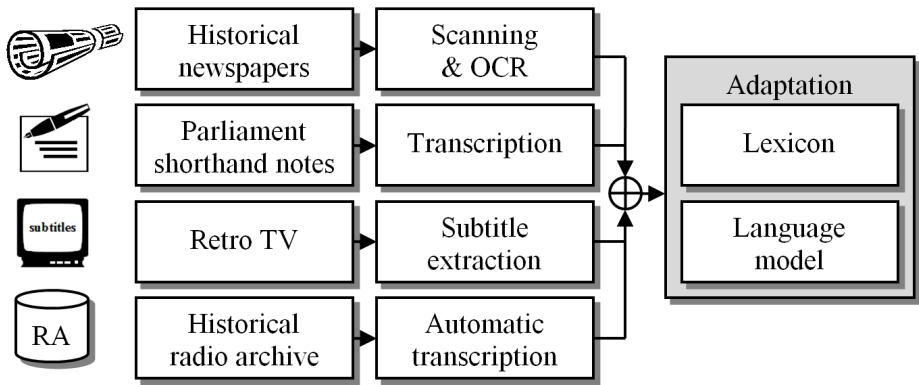 Historical
newspapers
Scanning
& OCR
Parliament
shorthand notes
Transcription
subtitles
Retro TV
Subtitle
extraction
RA
Historical
radio archive
Automatic
transcription
Adaptation
Lexicon
Language
model